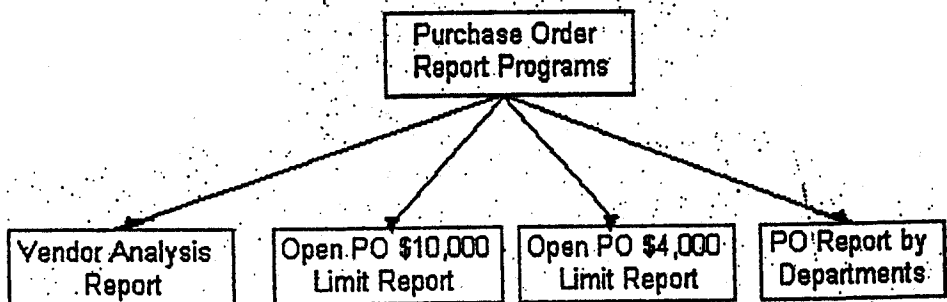 Purchase Order
Report Programs
Vendor Analysis
Report
Open PO $10,000
Limit Report
Open PO $4,000
Limit Report
PO Report by
Departments